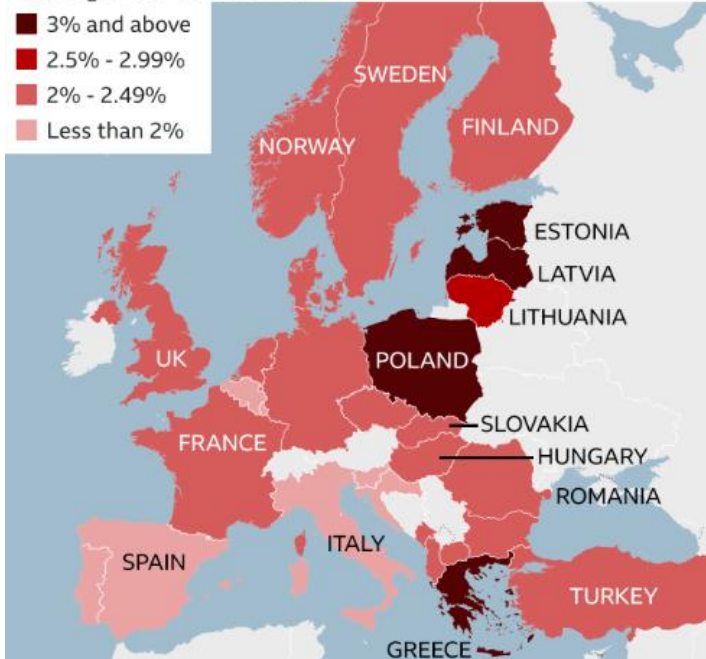 3% and above
2.5% - 2.99%
2% - 2.49%
Less than 2%
SWEDEN
NORWAY
FINLAND
ESTONIA
LATVIA
LITHUANIA
UK
POLAND
SLOVAKIA
FRANCE
HUNGARY
ROMANIA
ITALY
SPAIN
TURKEY
GREECE